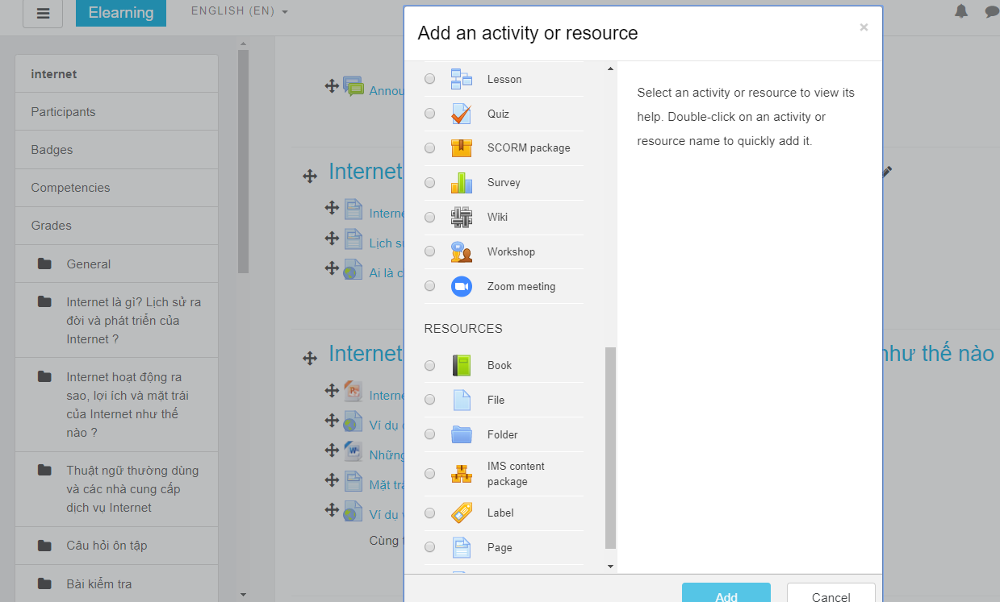 Elearning
ENGLISH (EN)
internet
Participants
Badges
Competencies
Grades
General
Internet là gì? Lịch sử ra
đời và phát triển của
Internet ?
Internet hoạt động ra
sao, lợi ích và mặt trái
của Internet như thế
nào ?
Thuật ngữ thường dùng
và các nhà cung cấp
dịch vụ Internet
Câu hỏi ôn tập
Bài kiểm tra
Internet
Ai là
Internet
như thế nào
Ví dụ
Những
Mặt
Ví dụ
Cùng
Add an activity or resource
×
Lesson
Quiz
SCORM package
Survey
Wiki
Workshop
Zoom meeting
RESOURCES
Book
File
Folder
IMS content
package
Label
Page
Select an activity or resource to view its
help. Double-click on an activity or
resource name to quickly add it.
Add
Cancel